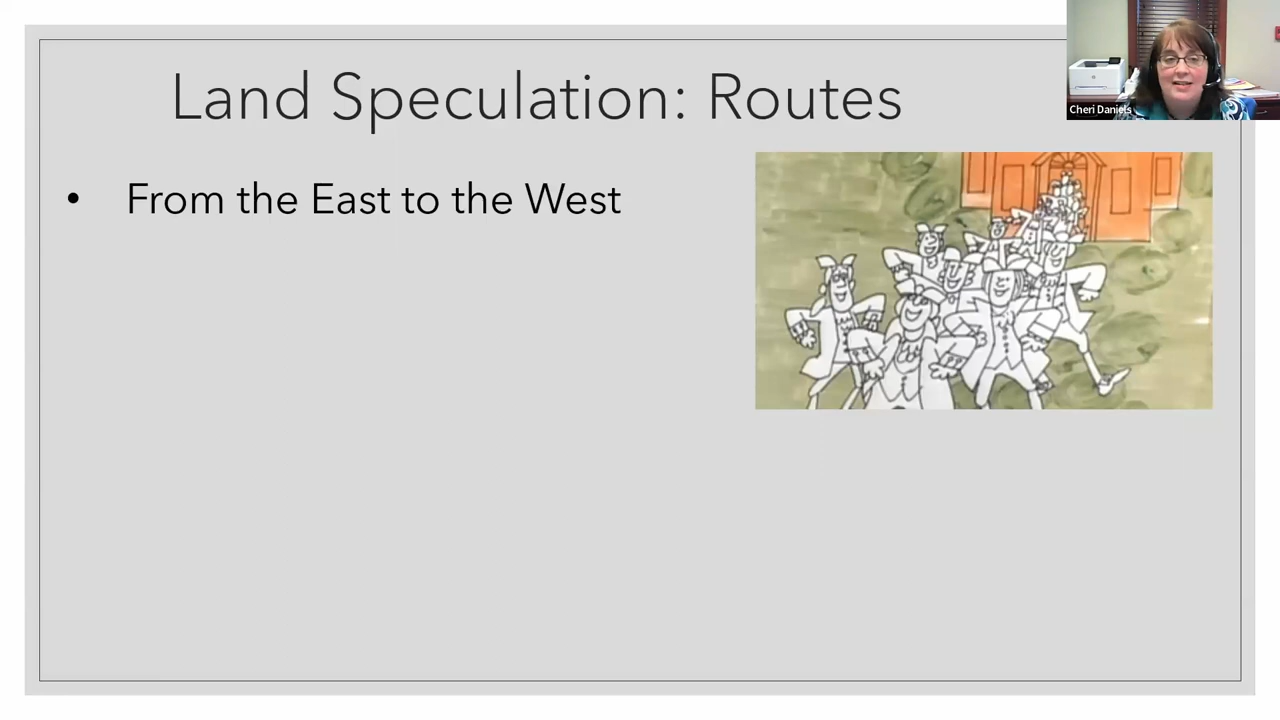 Land Speculation: Routes
Cheri Daniels
• From the East to the West